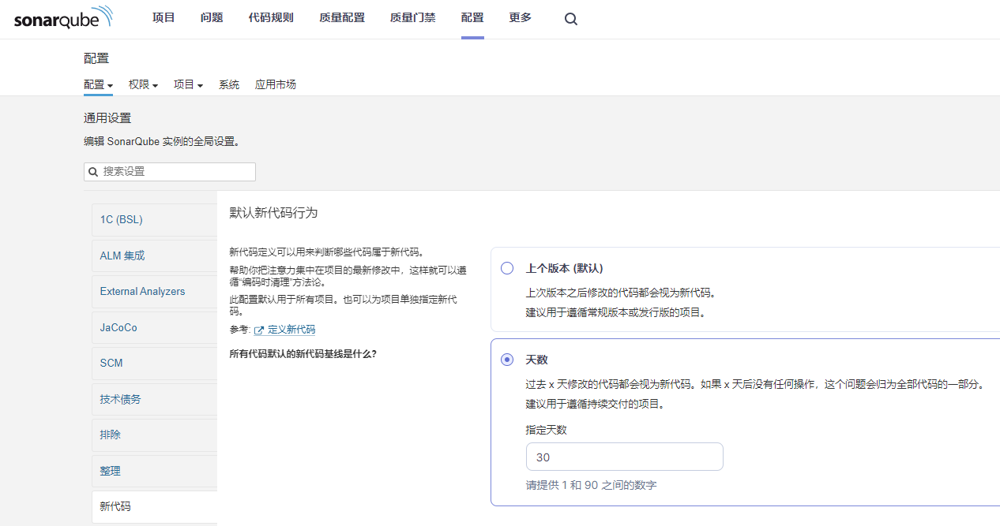 sonarqube 项目 问题 代码规则 质量配置 质量门禁 配置 更多
配置
配置 权限 项目 系统 应用市场
通用设置
编辑 SonarQube 实例的全局设置。
搜索设置
1C (BSL)
ALM 集成
External Analyzers
JaCoCo
SCM
技术债务
排除
整理
新代码
默认新代码行为
新代码定义可以用来判断哪些代码属于新代码。
帮助你把注意力集中在项目的最新修改中，这样就可以遵
循“编码时清理”方法论。
此配置默认用于所有项目。也可以为项目单独指定新代
码。
参考: 定义新代码
所有代码默认的新代码基线是什么?
上个版本 (默认)
上次版本之后修改的代码都会视为新代码。
建议用于遵循常规版本或发行版的项目。
天数
过去 x 天修改的代码都会视为新代码。如果 x 天后没有任何操作，这个问题会归为全部代码的一部分。
建议用于遵循持续交付的项目。
指定天数
30
请提供 1 和 90 之间的数字